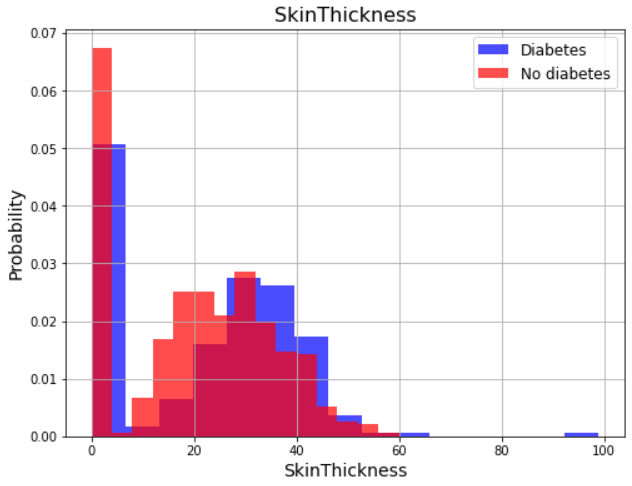 SkinThickness
Diabetes
No diabetes
0.07
0.06
0.05
0.04
0.03
0.02
0.01
0.00
Probability
0 20 40 60 80 100
SkinThickness